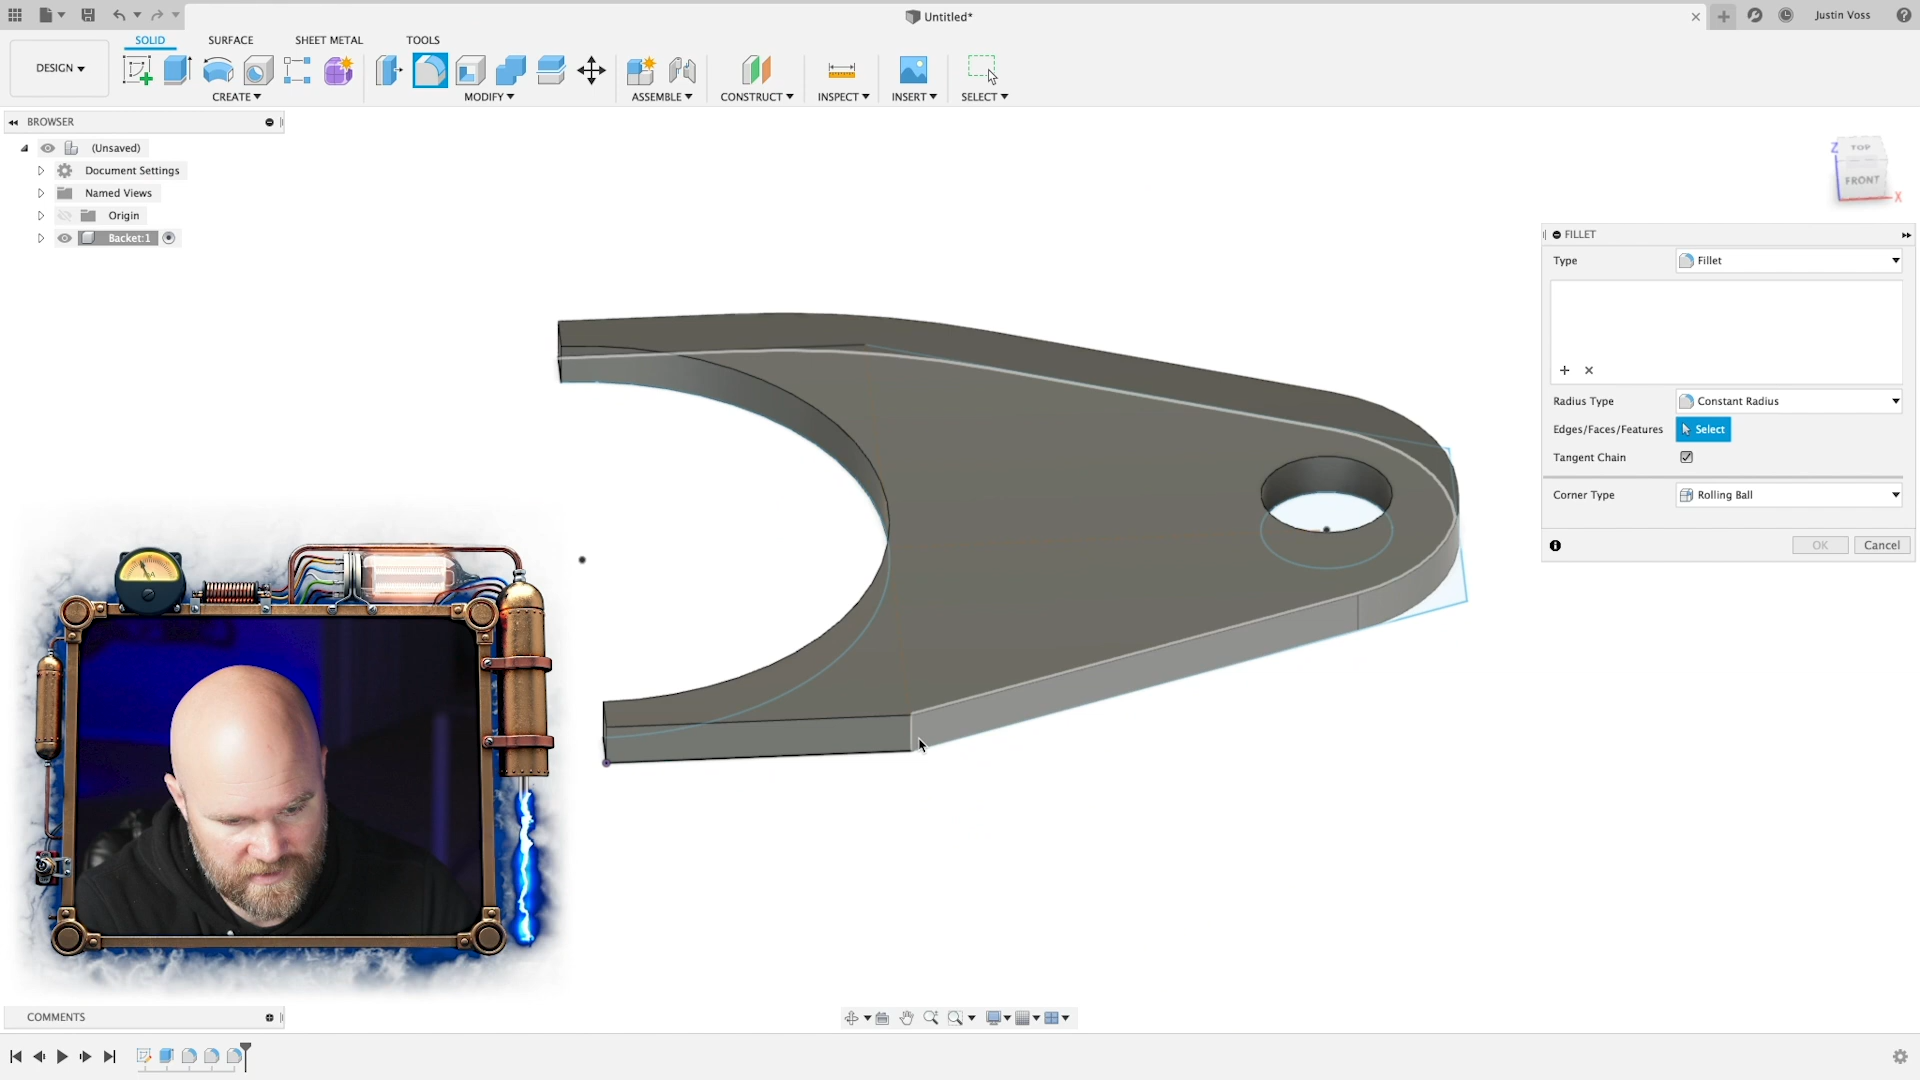 Untitled*
Justin Voss
DESIGN
SOLID
SURFACE
SHEET METAL
TOOLS
CREATE
MODIFY
ASSEMBLE
CONSTRUCT
INSPECT
INSERT
SELECT
BROWSER
(Unsaved)
Document Settings
Named Views
Origin
Backet:1
Z
TOP
FRONT
X
FILLET
Type
Fillet
Radius Type
Constant Radius
Edges/Faces/Features
Select
Tangent Chain
Corner Type
Rolling Ball
OK
Cancel
COMMENTS